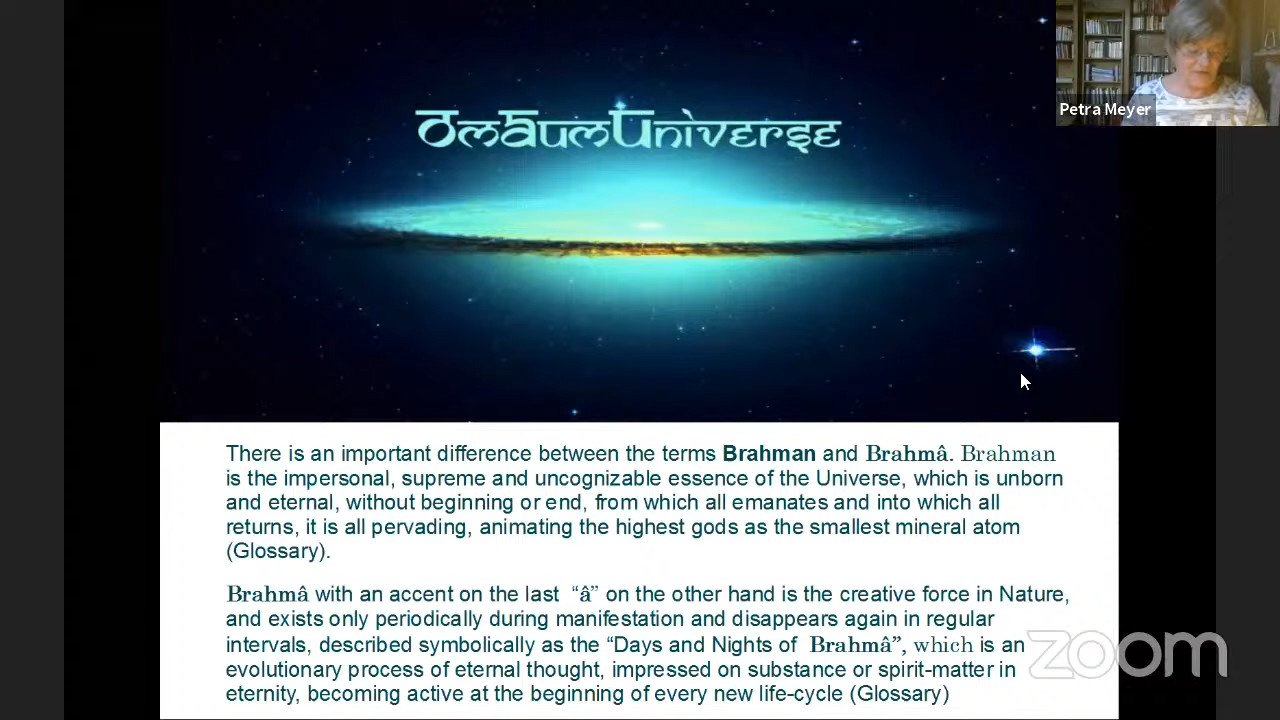 Petra Meyer
OmAumUniverse
There is an important difference between the terms Brahman and Brahmâ. Brahman
is the impersonal, supreme and uncognizable essence of the Universe, which is unborn
and eternal, without beginning or end, from which all emanates and into which all
returns, it is all pervading, animating the highest gods as the smallest mineral atom
(Glossary).
Brahmâ with an accent on the last “â” on the other hand is the creative force in Nature,
and exists only periodically during manifestation and disappears again in regular
intervals, described symbolically as the “Days and Nights of Brahmâ”, which is an
evolutionary process of eternal thought, impressed on substance or spirit-matter in
eternity, becoming active at the beginning of every new life-cycle (Glossary)
zoom